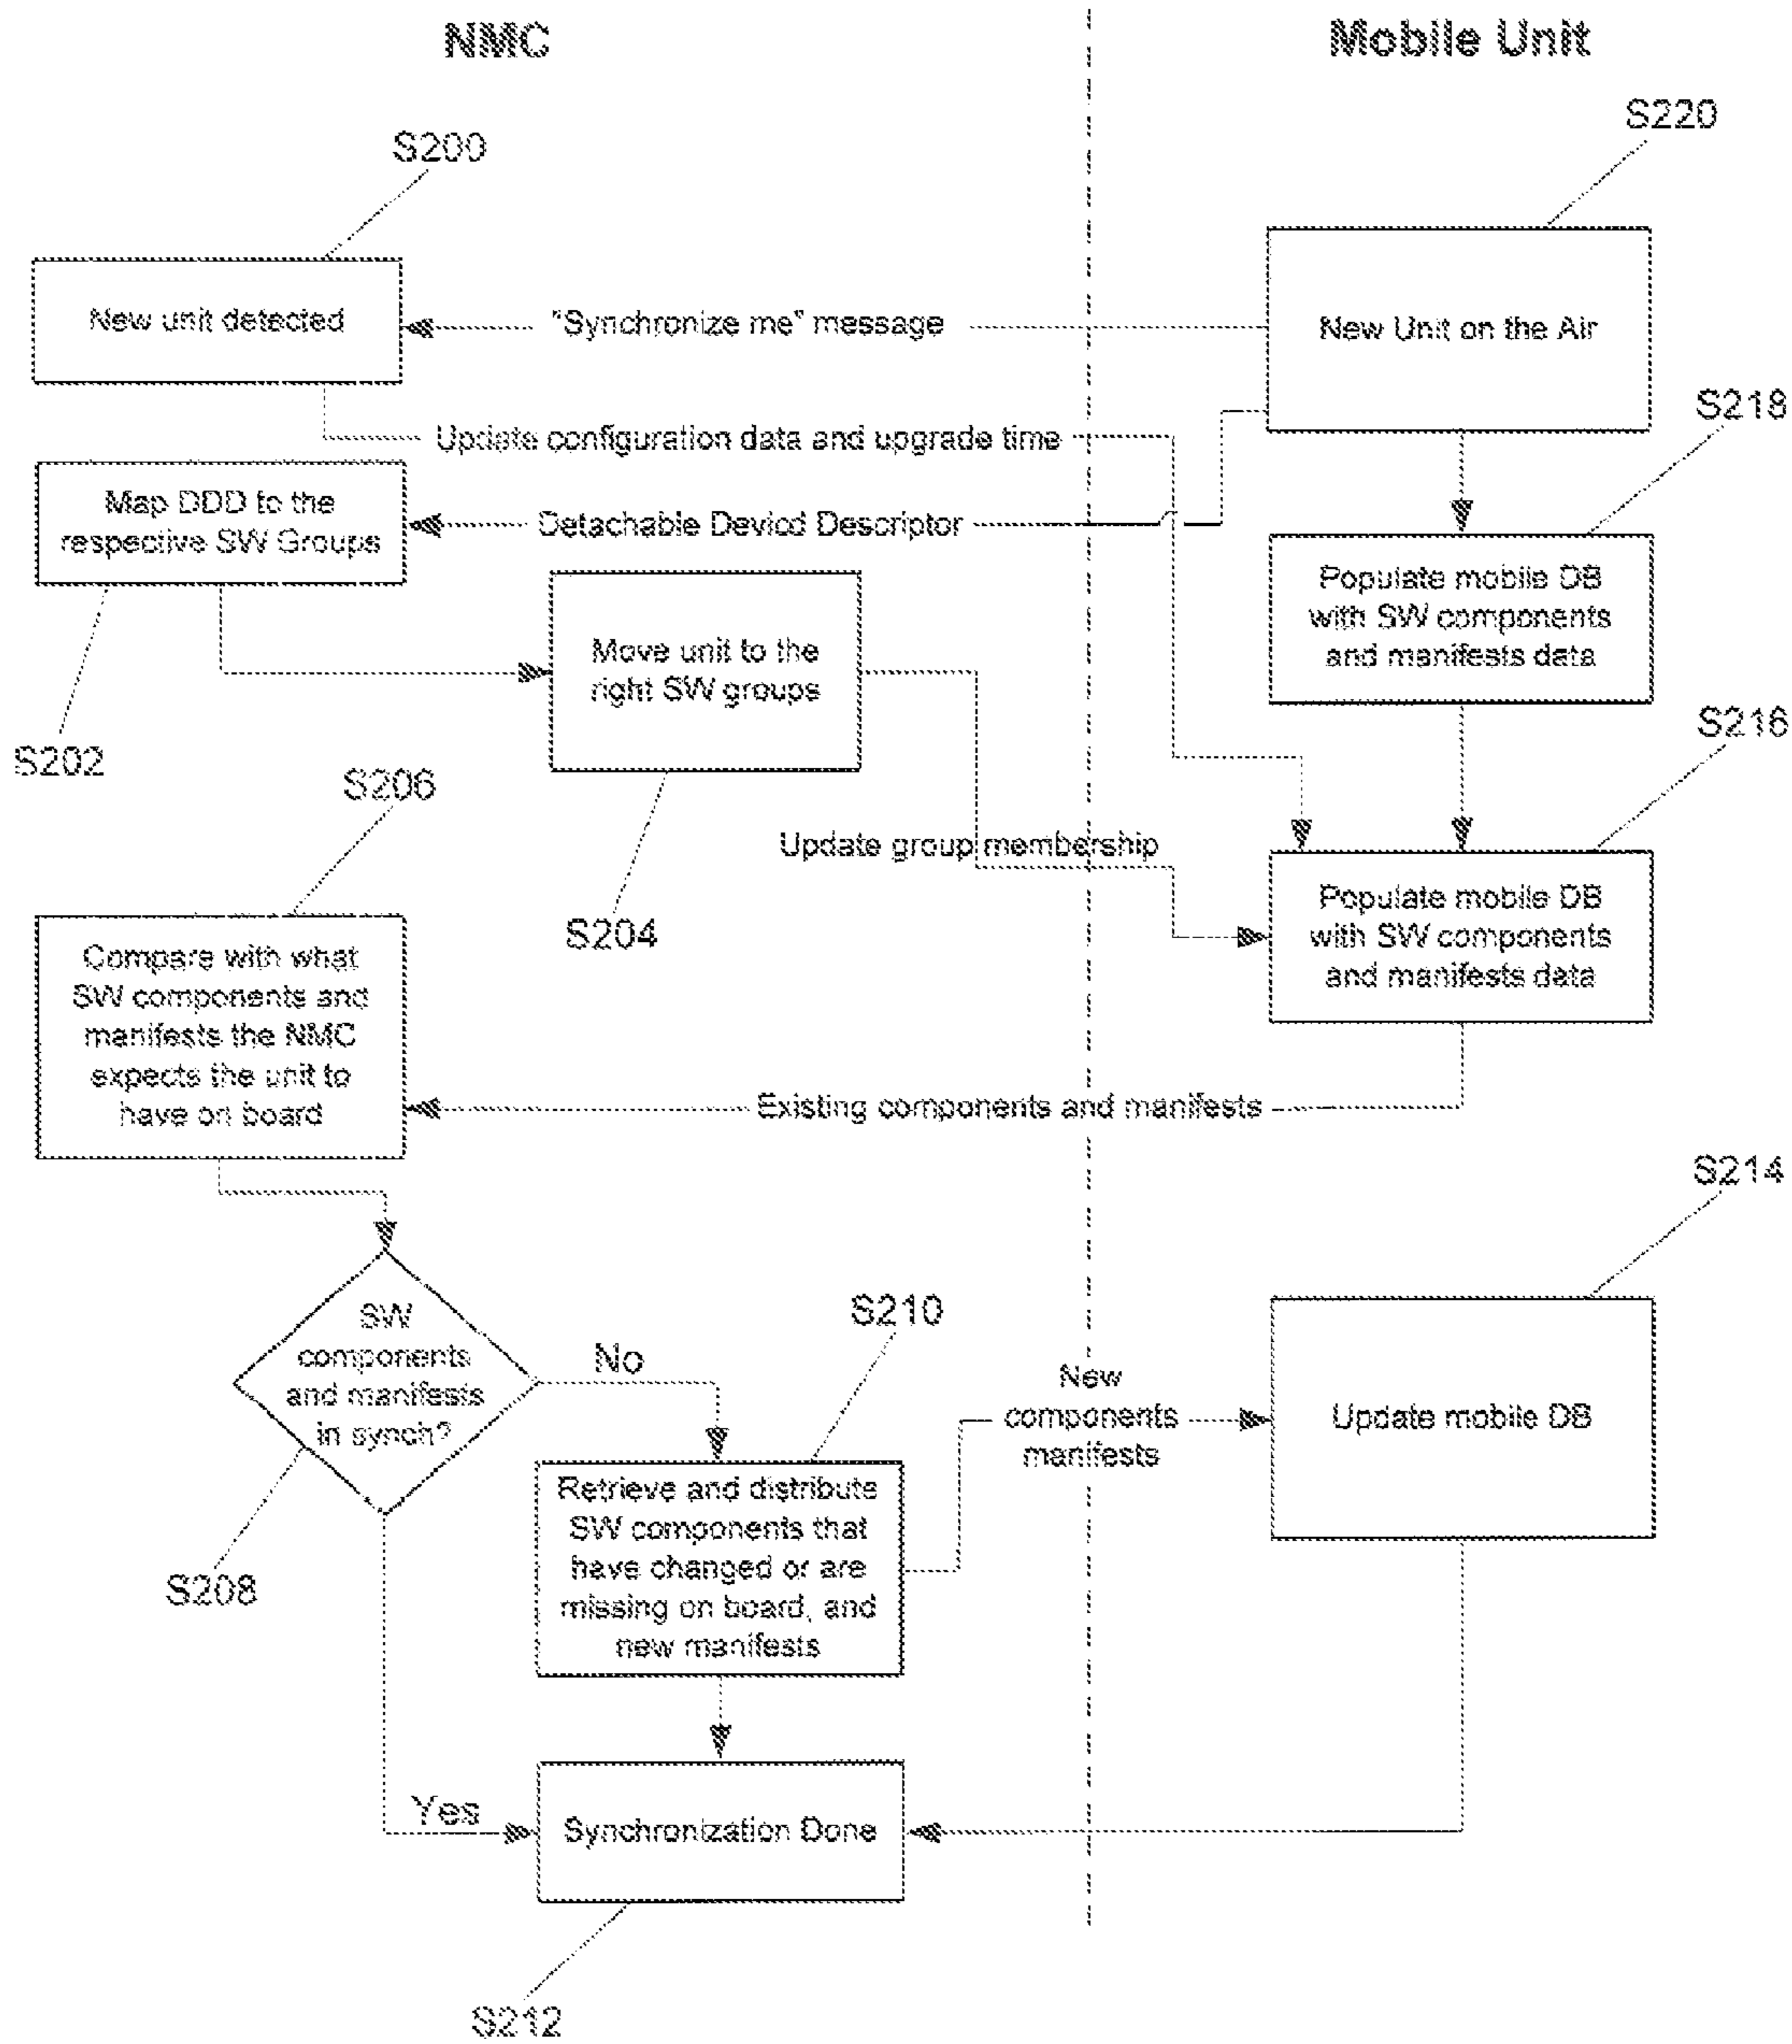 NMC
Mobile Unit
S220
S200
New unit detected
"Synchronize me" message
New Unit on the Air
S218
Update configuration data and upgrade time
Map DDD to the
respective SW Groups
Detachable Device Descriptor
Populate mobile DB
with SW components
and manifests data
Move unit to the
right SW groups
S202
S216
S206
Update group membership
S204
Populate mobile DB
with SW components
and manifests data
Compare with what
SW components and
manifests the NMC
expects the unit to
have on board
Existing components and manifests
S214
SW
components
and manifests
in synch?
No
S210
New
components
manifests
Update mobile DB
Retrieve and distribute
SW components that
have changed or are
missing on board, and
new manifests
S208
Yes
Synchronization Done
S212